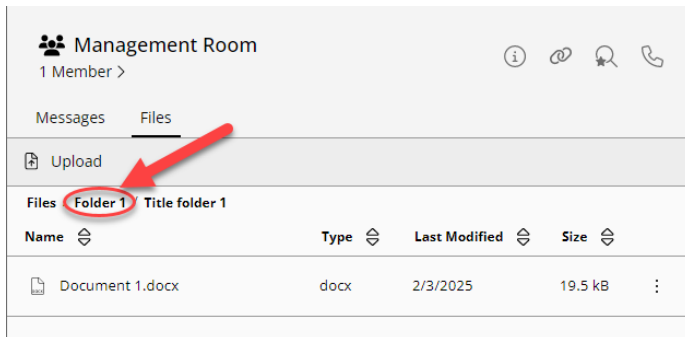 Management Room
1 Member >
Messages Files
Upload
Files / Folder 1 / Title folder 1
Name Type Last Modified Size
Document 1.docx docx 2/3/2025 19.5 kB